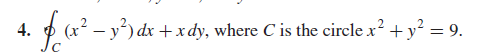 4. ∮_C (x² – y²) dx + x dy, where C is the circle x² + y² = 9.